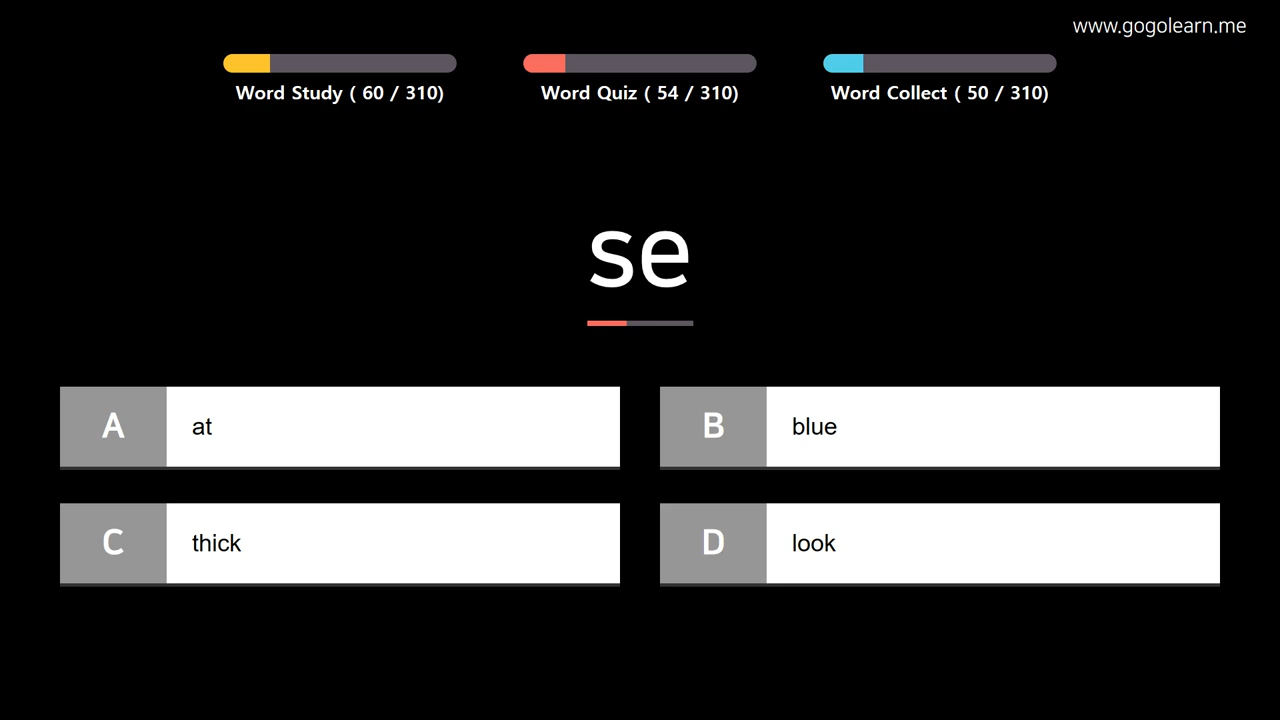 www.gogolearn.me
Word Study ( 60 / 310)
Word Quiz ( 54 / 310)
Word Collect ( 50 / 310)
se
A at
B blue
C thick
D look